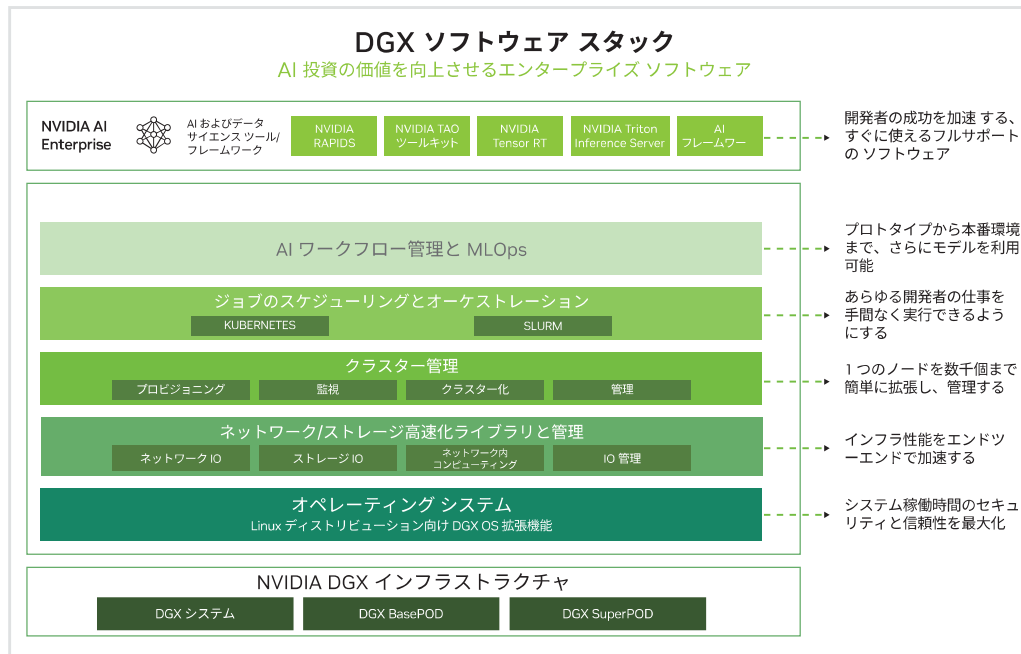 DGX ソフトウェア スタック
AI 投資の価値を向上させるエンタープライズ ソフトウェア
NVIDIA AI
Enterprise
AI およびデータ
サイエンス ツール/
フレームワーク
NVIDIA
RAPIDS
NVIDIA TAO
ツールキット
NVIDIA
Tensor RT
NVIDIA Triton
Inference Server
AI
フレームワー
開発者の成功を加速 する、
すぐに使えるフルサポート
の ソフトウェア
AI ワークフロー管理と MLOps
プロトタイプから本番環境
まで、さらにモデルを利用
可能
ジョブのスケジューリングとオーケストレーション
KUBERNETES
SLURM
あらゆる開発者の仕事を
手間なく実行できるよう
にする
クラスター管理
プロビジョニング
監視
クラスター化
管理
1 つのノードを数千個まで
簡単に拡張し、管理する
ネットワーク/ストレージ高速化ライブラリと管理
ネットワーク IO
ストレージ IO
ネットワーク内
コンピューティング
IO 管理
インフラ性能をエンドツ
ーエンドで加速する
オペレーティング システム
Linux ディストリビューション向け DGX OS 拡張機能
システム稼働時間のセキュ
リティと信頼性を最大化
NVIDIA DGX インフラストラクチャ
DGX システム
DGX BasePOD
DGX SuperPOD